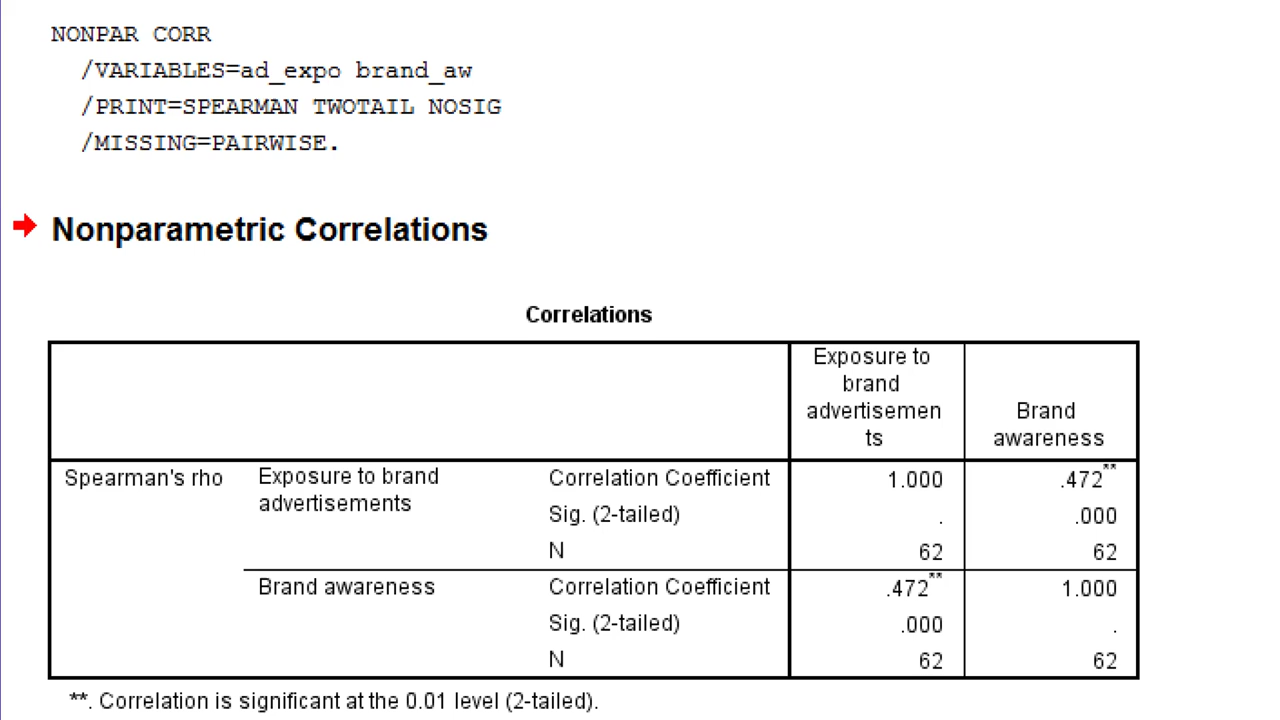 NONPAR CORR
/VARIABLES=ad_expo brand_aw
/PRINT=SPEARMAN TWOTAIL NOSIG
/MISSING=PAIRWISE.
Nonparametric Correlations
Correlations
Exposure to
brand
advertisemen
ts
Brand
awareness
Spearman's rho
Exposure to brand
advertisements
Correlation Coefficient 1.000 .472**
Sig. (2-tailed) . .000
N 62 62
Brand awareness
Correlation Coefficient .472** 1.000
Sig. (2-tailed) .000 .
N 62 62
**. Correlation is significant at the 0.01 level (2-tailed).